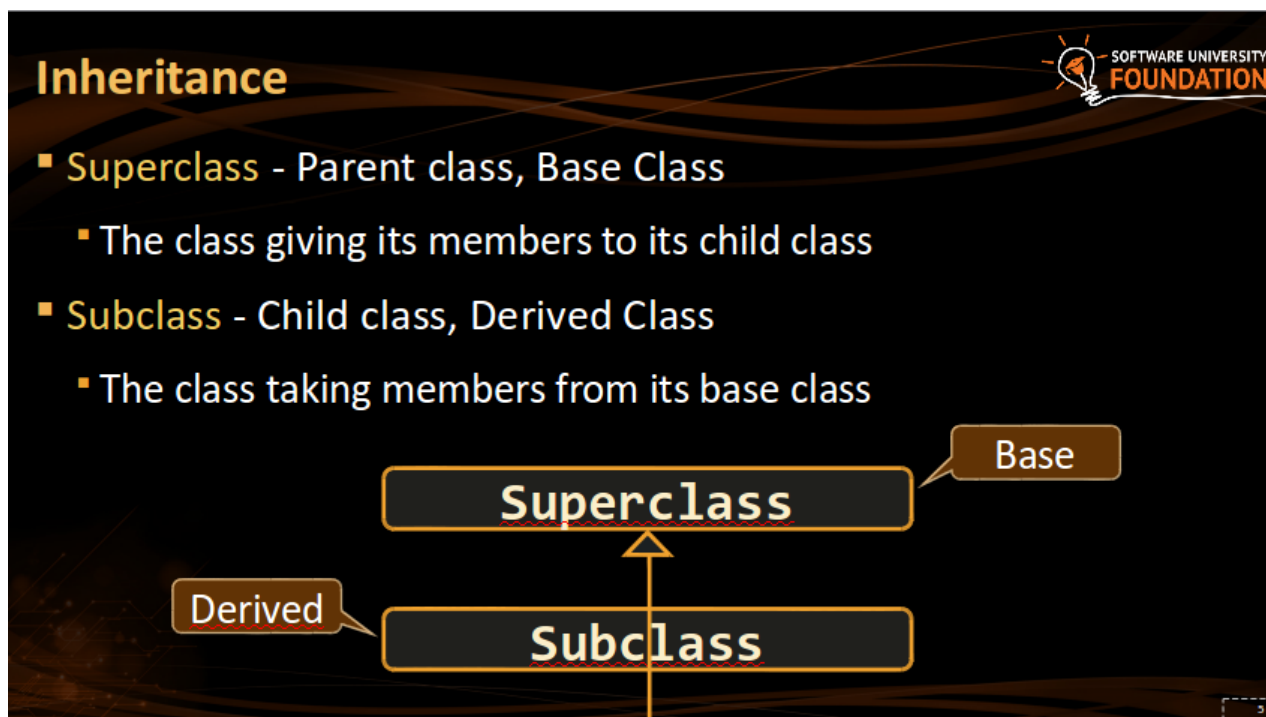 Inheritance
SOFTWARE UNIVERSITY
FOUNDATION
▪ Superclass - Parent class, Base Class
▪ The class giving its members to its child class
▪ Subclass - Child class, Derived Class
▪ The class taking members from its base class
Base
Superclass
Derived
Subclass
5